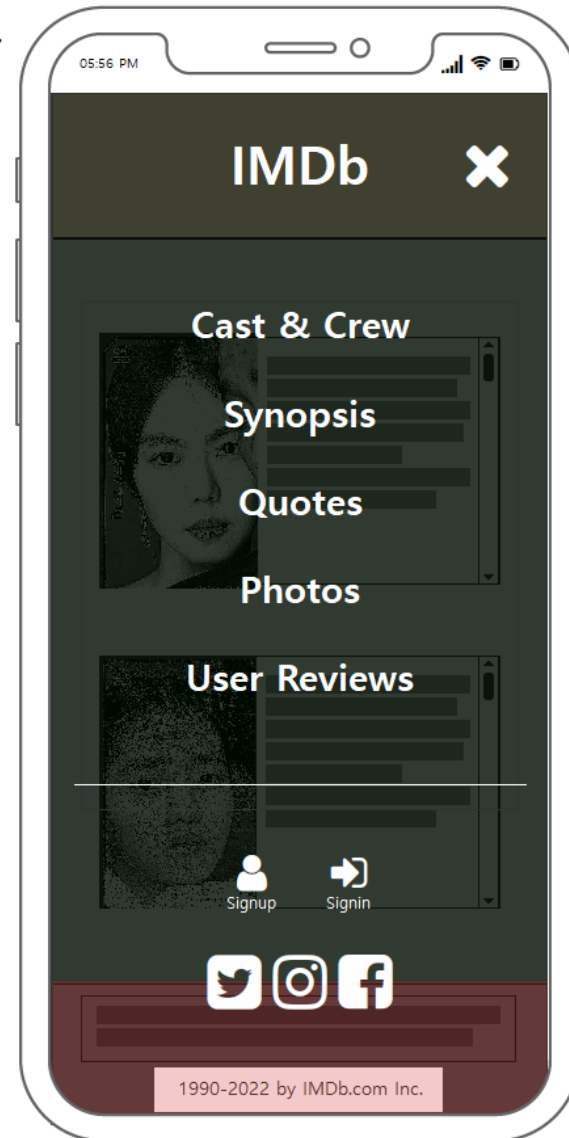 05:56 PM
IMDb
Cast & Crew
Synopsis
Quotes
Photos
User Reviews
Signup Signin
1990-2022 by IMDb.com Inc.